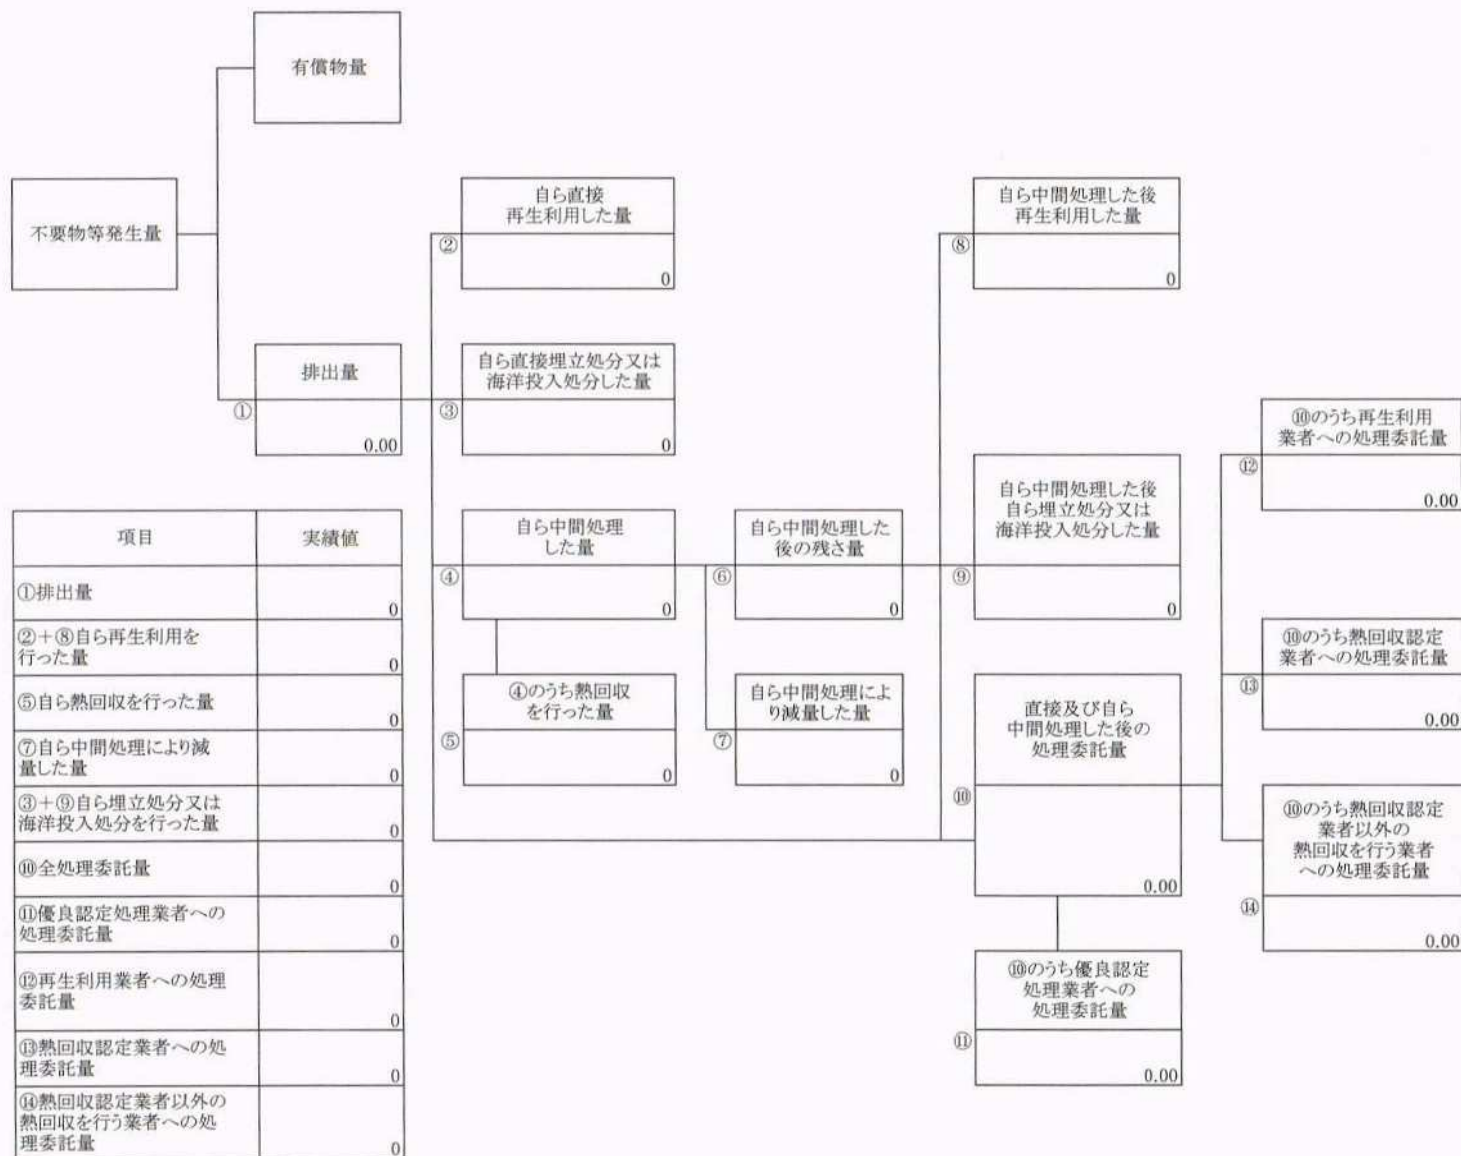 有償物量
不要物等発生量
自ら直接
再生利用した量
②
0
自ら中間処理した後
再生利用した量
⑧
0
排出量
①
0.00
自ら直接埋立処分又は
海洋投入処分した量
③
0
自ら中間処理
した量
④
0
自ら中間処理した
後の残さ量
⑥
0
自ら中間処理した後
自ら埋立処分又は
海洋投入処分した量
⑨
0
⑩のうち再生利用
業者への処理委託量
⑫
0.00
④のうち熱回収
を行った量
⑤
0
自ら中間処理によ
り減量した量
⑦
0
直接及び自ら
中間処理した後の
処理委託量
⑩
0.00
⑩のうち熱回収認定
業者への処理委託量
⑬
0.00
⑩のうち熱回収認定
業者以外の
熱回収を行う業者
への処理委託量
⑭
0.00
⑩のうち優良認定
処理業者への
処理委託量
⑪
0.00
項目 実績値
①排出量
0
②+⑧自ら再生利用を
行った量
0
⑤自ら熱回収を行った量
0
⑦自ら中間処理により減
量した量
0
③+⑨自ら埋立処分又は
海洋投入処分を行った量
0
⑩全処理委託量
0
⑪優良認定処理業者への
処理委託量
0
⑫再生利用業者への処理
委託量
0
⑬熱回収認定業者への処
理委託量
0
⑭熱回収認定業者以外の
熱回収を行う業者への処
理委託量
0